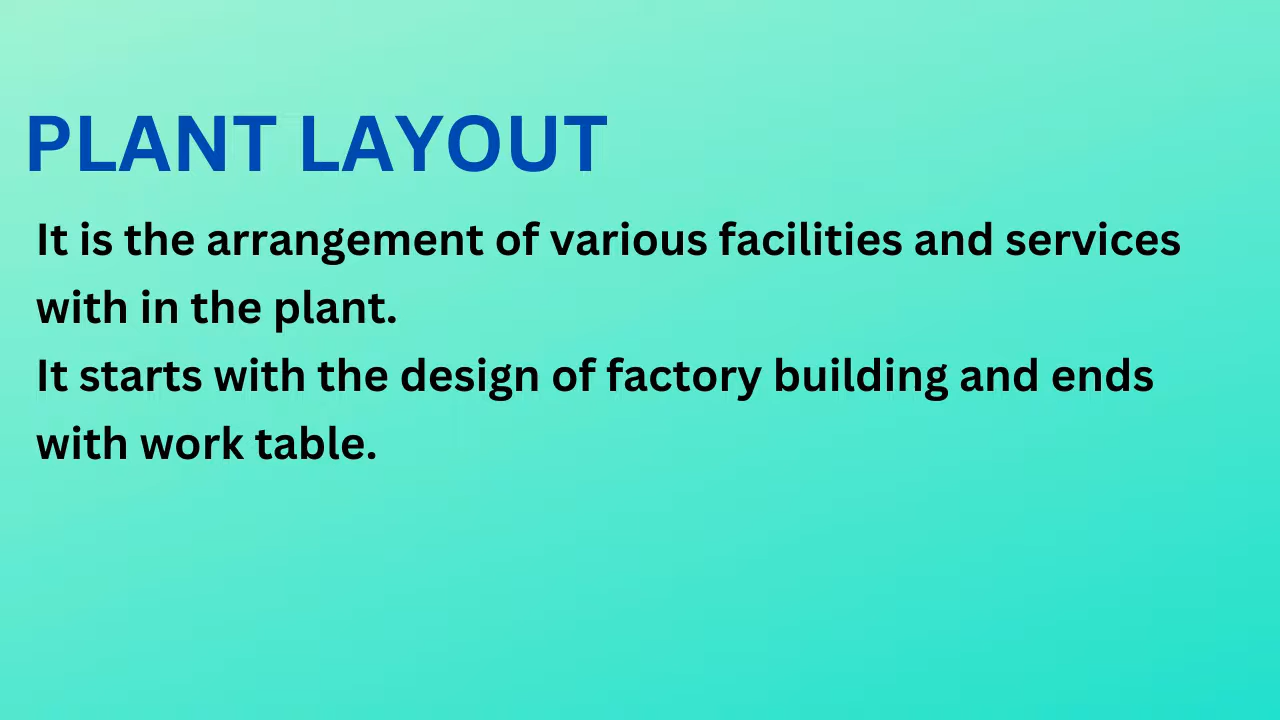 PLANT LAYOUT
It is the arrangement of various facilities and services
with in the plant.
It starts with the design of factory building and ends
with work table.